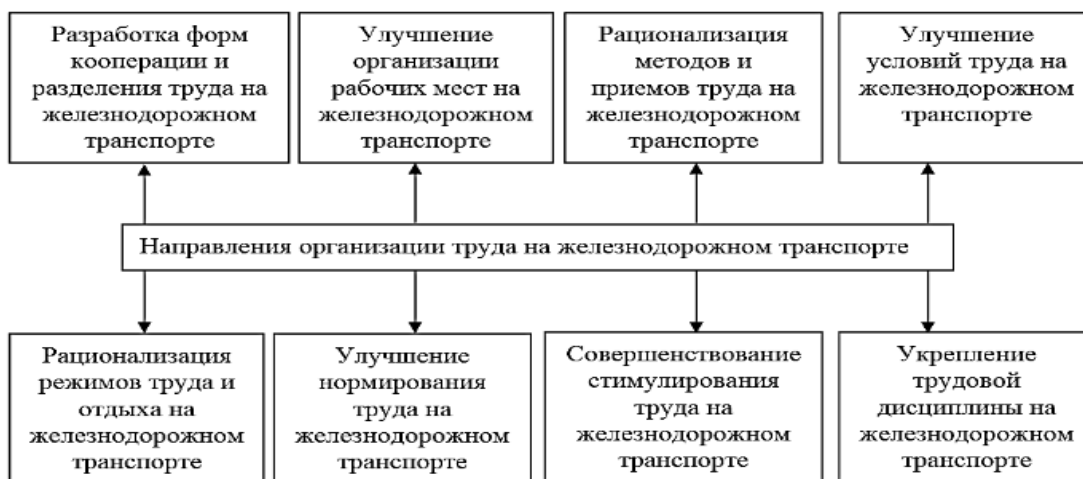 Разработка форм
кооперации и
разделения труда на
железнодорожном
транспорте
Улучшение
организации
рабочих мест на
железнодорожном
транспорте
Рационализация
методов и
приемов труда на
железнодорожном
транспорте
Улучшение
условий труда на
железнодорожном
транспорте
Направления организации труда на железнодорожном транспорте
Рационализация
режимов труда и
отдыха на
железнодорожном
транспорте
Улучшение
нормирования
труда на
железнодорожном
транспорте
Совершенствование
стимулирования
труда на
железнодорожном
транспорте
Укрепление
трудовой
дисциплины на
железнодорожном
транспорте